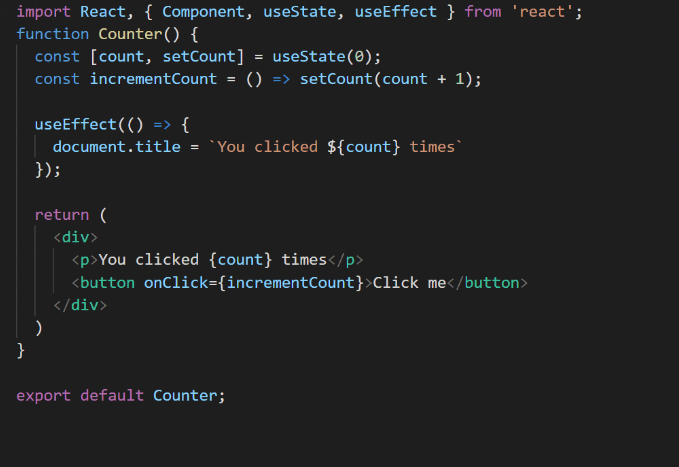 import React, { Component, useState, useEffect } from 'react';
function Counter() {
  const [count, setCount] = useState(0);
  const incrementCount = () => setCount(count + 1);

  useEffect(() => {
    document.title = `You clicked ${count} times`
  });

  return (
    <div>
      <p>You clicked {count} times</p>
      <button onClick={incrementCount}>Click me</button>
    </div>
  )
}

export default Counter;